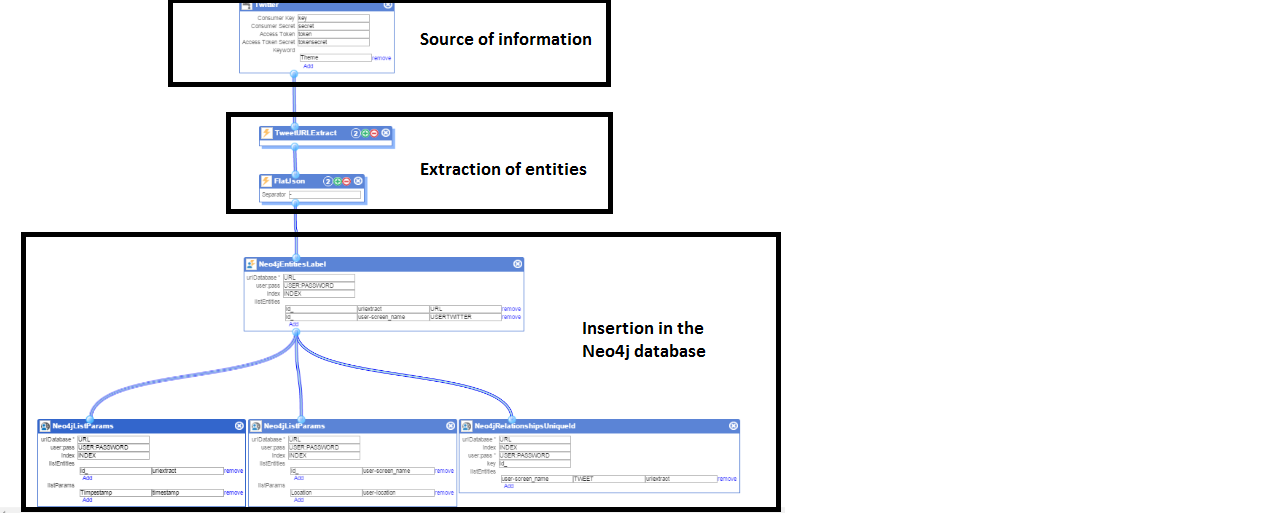 Twitter
Consumer Key key
Consumer Secret secret
Access Token token
Access Token Secret tokensecret
Keyword
Theme remove
Add
Source of information
TweetURLExtract 2
FlatJson 2
Separator -
Extraction of entities
Neo4jEntitiesLabel
urlDatabase * URL
user:pass USER:PASSWORD
index INDEX
listEntities
id_ urlextract URL remove
id_ user-screen_name USERTWITTER remove
Add
Insertion in the
Neo4j database
Neo4jListParams
urlDatabase * URL
user:pass USER:PASSWORD
index INDEX
listEntities
id_ urlextract remove
Add
listParams
Timpestamp timestamp remove
Add
Neo4jListParams
urlDatabase * URL
user:pass USER:PASSWORD
index INDEX
listEntities
id_ user-screen_name remove
Add
listParams
Location user-location remove
Add
Neo4jRelationshipsUniqueId
urlDatabase * URL
index INDEX
user:pass * USER:PASSWORD
key id_
listEntities
user-screen_name TWEET urlextract remove
Add